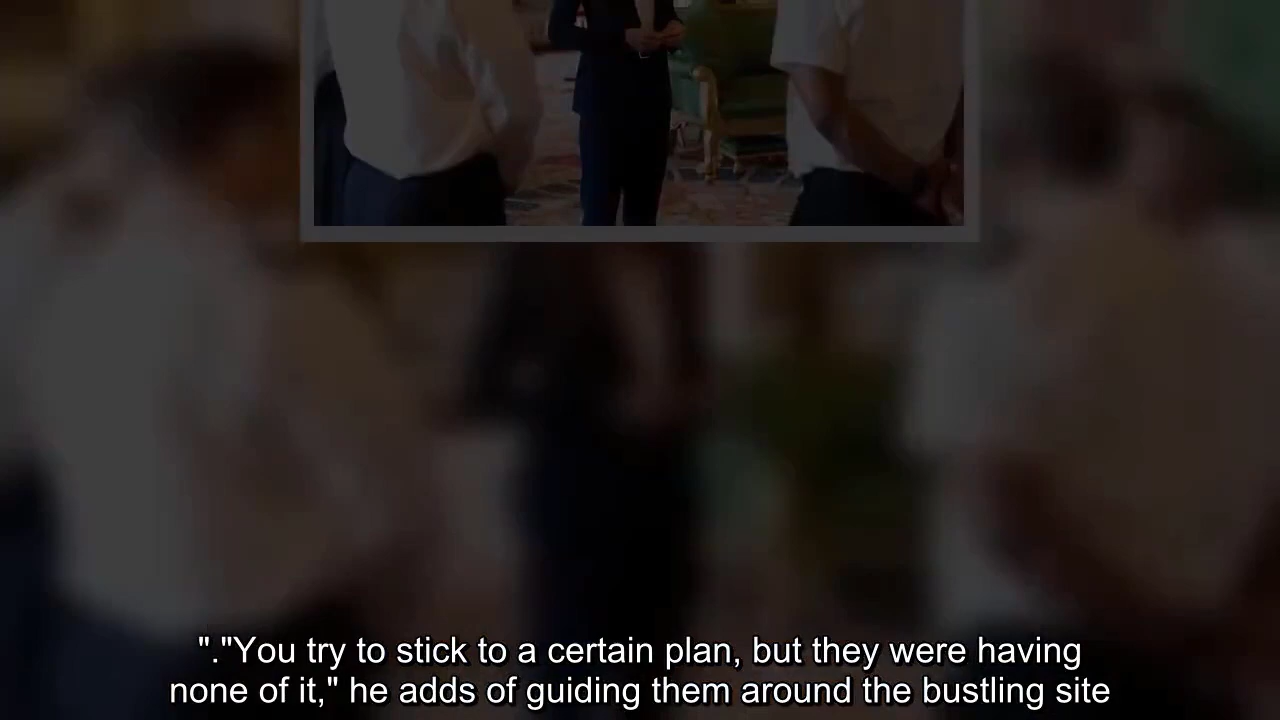 "."You try to stick to a certain plan, but they were having
none of it," he adds of guiding them around the bustling site